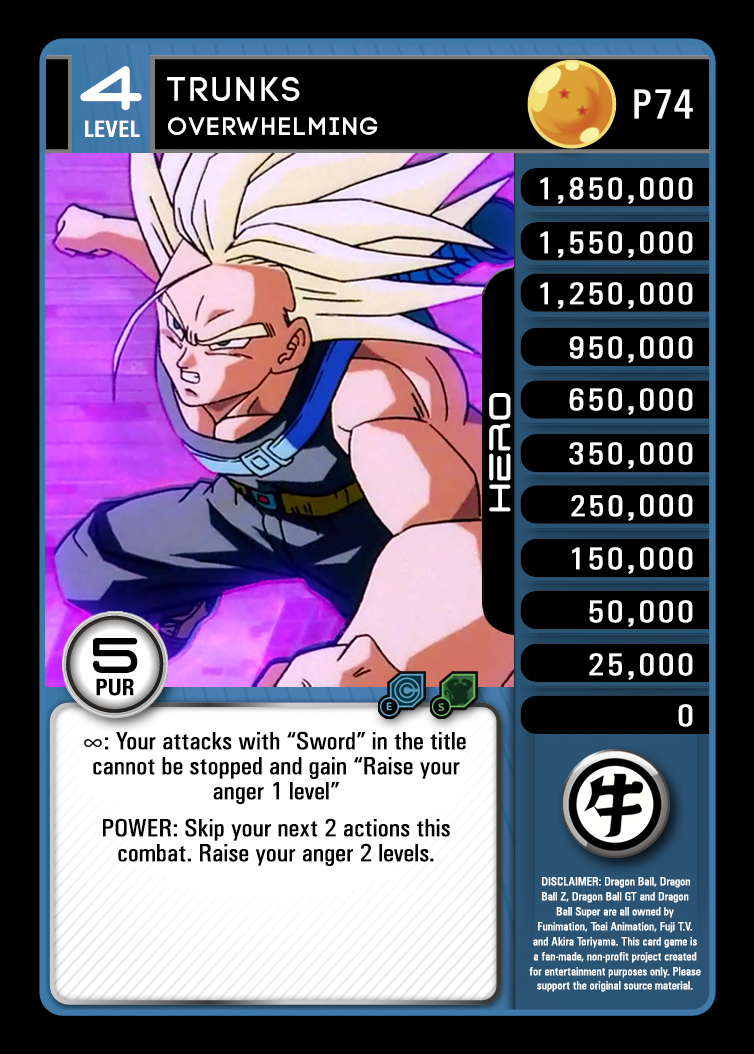 4
LEVEL
TRUNKS
OVERWHELMING
P74
1,850,000
1,550,000
1,250,000
950,000
650,000
350,000
250,000
150,000
50,000
25,000
0
HERO
5
PUR
E
S
∞: Your attacks with “Sword” in the title
cannot be stopped and gain “Raise your
anger 1 level”
POWER: Skip your next 2 actions this
combat. Raise your anger 2 levels.
牛
DISCLAIMER: Dragon Ball, Dragon
Ball Z, Dragon Ball GT and Dragon
Ball Super are all owned by
Funimation, Toei Animation, Fuji T.V.
and Akira Toriyama. This card game is
a fan-made, non-profit project created
for entertainment purposes only. Please
support the original source material.